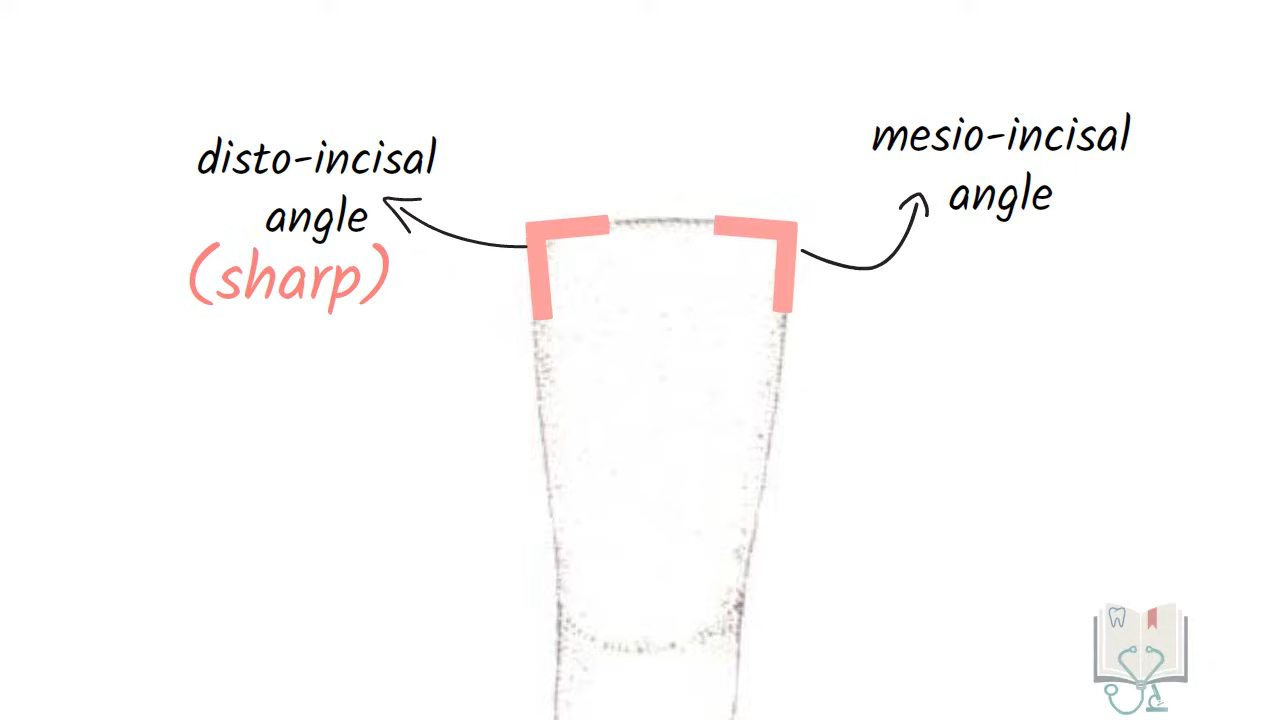 disto-incisal
angle
(sharp)
mesio-incisal
angle